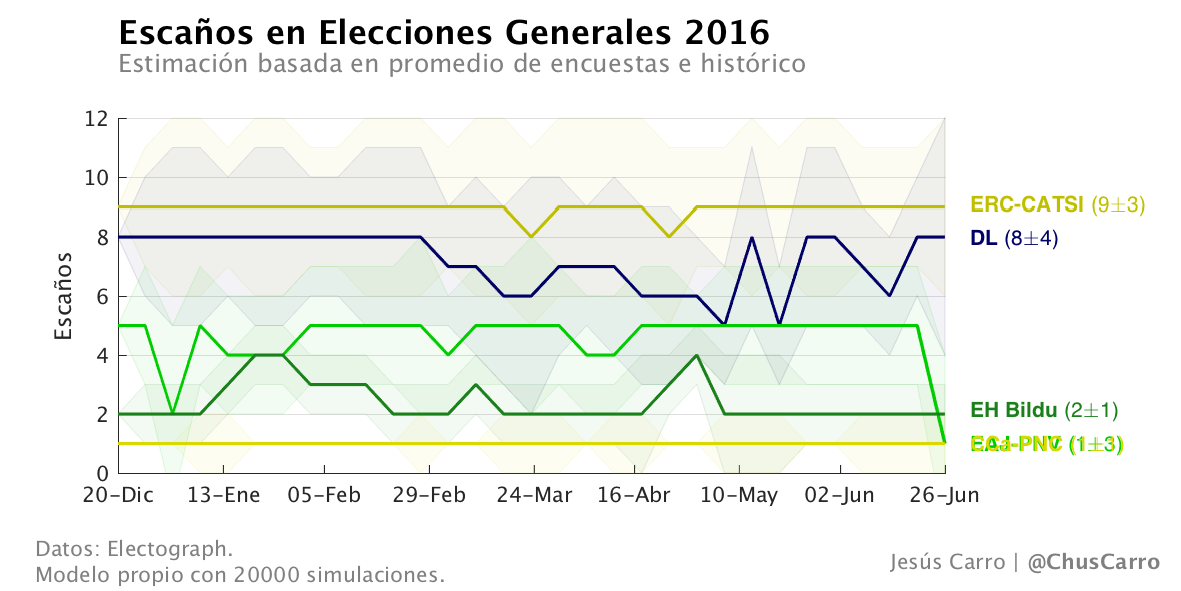 Escaños en Elecciones Generales 2016
Estimación basada en promedio de encuestas e histórico
Escaños
12
10
8
6
4
2
0
20-Dic 13-Ene 05-Feb 29-Feb 24-Mar 16-Abr 10-May 02-Jun 26-Jun
ERC-CATSI (9±3)
DL (8±4)
EH Bildu (2±1)
(1±3)
Datos: Electograph.
Modelo propio con 20000 simulaciones.
Jesús Carro | @ChusCarro